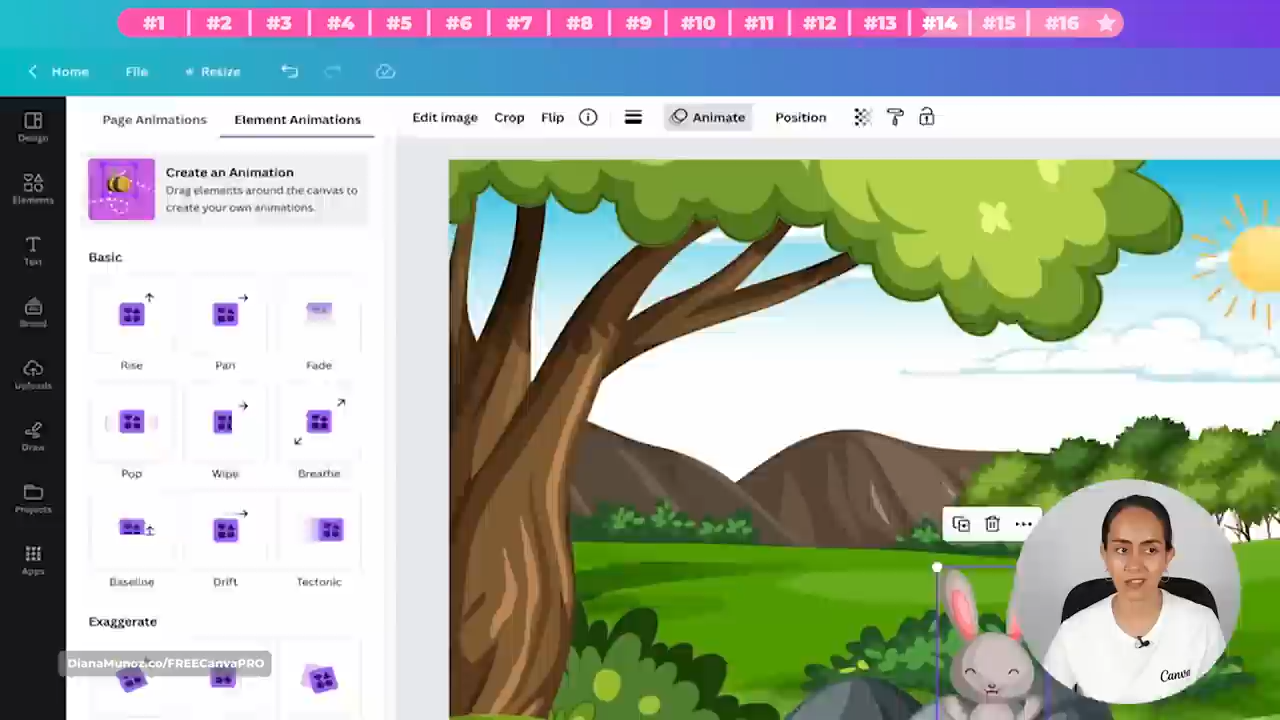 #1 #2 #3 #4 #5 #6 #7 #8 #9 #10 #11 #12 #13 #14 #15 #16
Home File Resize
Design
Elements
Text
Brand
Uploads
Draw
Projects
Apps
Page Animations Element Animations
Create an Animation
Drag elements around the canvas to
create your own animations.
Basic
Rise Pan Fade
Pop Wipe Breathe
Baseline Drift Tectonic
Exaggerate
DianaMunoz.co/FREECanvaPRO
Edit image Crop Flip Animate Position
Canva